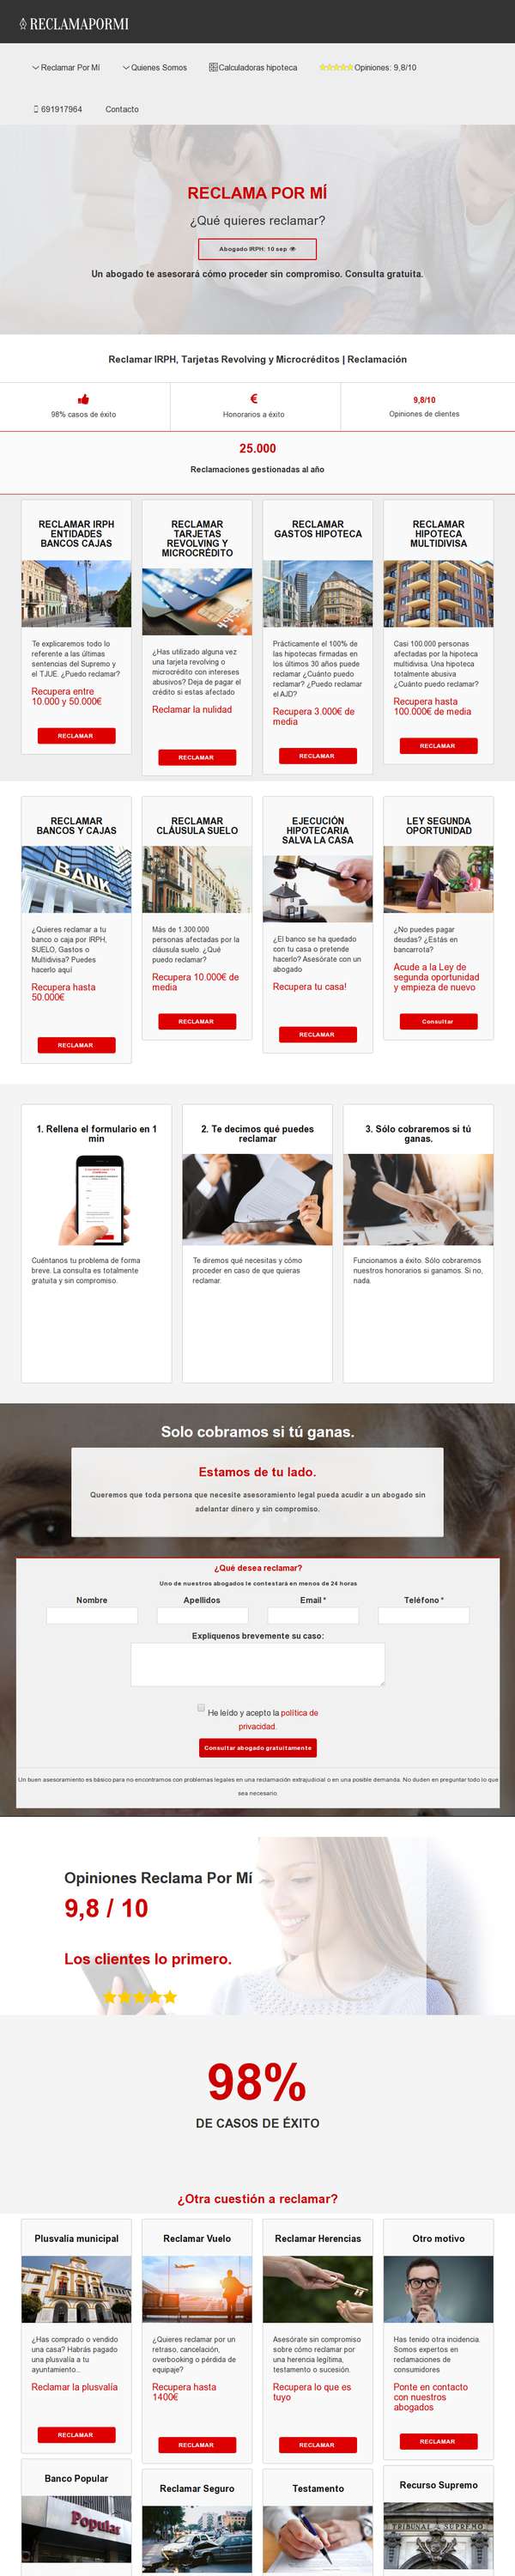 RECLAMAPORMI
Reclamar Por Mí
Quienes Somos
Calculadoras hipoteca
Opiniones: 9,8/10
691917964
Contacto
RECLAMA POR MÍ
¿Qué quieres reclamar?
Abogado IRPH: 10 sep
Un abogado te asesorará cómo proceder sin compromiso. Consulta gratuita.
Reclamar IRPH, Tarjetas Revolving y Microcréditos | Reclamación
98% casos de éxito
€
Honorarios a éxito
9,8/10
Opiniones de clientes
25.000
Reclamaciones gestionadas al año
RECLAMAR IRPH
ENTIDADES
BANCOS CAJAS
Te explicaremos todo lo
referente a las últimas
sentencias del Supremo y
el TJUE. ¿Puedo reclamar?
Recupera entre
10.000 y 50.000€
RECLAMAR
RECLAMAR
TARJETAS
REVOLVING Y
MICROCRÉDITO
¿Has utilizado alguna vez
una tarjeta revolving o
microcrédito con intereses
abusivos? Deja de pagar el
crédito si estas afectado
Reclamar la nulidad
RECLAMAR
RECLAMAR
GASTOS HIPOTECA
Prácticamente el 100% de
las hipotecas firmadas en
los últimos 30 años puede
reclamar ¿Cuánto puedo
reclamar? ¿Puedo reclamar
el AJD?
Recupera 3.000€ de
media
RECLAMAR
RECLAMAR
HIPOTECA
MULTIDIVISA
Casi 100.000 personas
afectadas por la hipoteca
multidivisa. Una hipoteca
totalmente abusiva
¿Cuánto puedo reclamar?
Recupera hasta
100.000€ de media
RECLAMAR
RECLAMAR
BANCOS Y CAJAS
BANK
¿Quieres reclamar a tu
banco o caja por IRPH,
SUELO, Gastos o
Multidivisa? Puedes
hacerlo aquí
Recupera hasta
50.000€
RECLAMAR
RECLAMAR
CLÁUSULA SUELO
Más de 1.300.000
personas afectadas por la
cláusula suelo. ¿Qué
puedo reclamar?
Recupera 10.000€ de
media
RECLAMAR
EJECUCIÓN
HIPOTECARIA
SALVA LA CASA
¿El banco se ha quedado
con tu casa o pretende
hacerlo? Asesórate con un
abogado
Recupera tu casa!
RECLAMAR
LEY SEGUNDA
OPORTUNIDAD
¿No puedes pagar
deudas? ¿Estás en
bancarrota?
Acude a la Ley de
segunda oportunidad
y empieza de nuevo
Consultar
1. Rellena el formulario en 1
min
Cuéntanos tu problema de forma
breve. La consulta es totalmente
gratuita y sin compromiso.
2. Te decimos qué puedes
reclamar
Te diremos qué necesitas y cómo
proceder en caso de que quieras
reclamar.
3. Sólo cobraremos si tú
ganas.
Funcionamos a éxito. Sólo cobraremos
nuestros honorarios si ganamos. Si no,
nada.
Solo cobramos si tú ganas.
Estamos de tu lado.
Queremos que toda persona que necesite asesoramiento legal pueda acudir a un abogado sin
adelantar dinero y sin compromiso.
¿Qué desea reclamar?
Uno de nuestros abogados le contestará en menos de 24 horas
Nombre
Apellidos
Email *
Teléfono *
Expliquenos brevemente su caso:
He leído y acepto la política de
privacidad.
Consultar abogado gratuitamente
Un buen asesoramiento es básico para no encontrarnos con problemas legales en una reclamación extrajudicial o en una posible demanda. No duden en preguntar todo lo que
sea necesario
Opiniones Reclama Por Mí
9,8 / 10
Los clientes lo primero.
98%
DE CASOS DE ÉXITO
¿Otra cuestión a reclamar?
Plusvalía municipal
¿Has comprado o vendido
una casa? Habrás pagado
una plusvalía a tu
ayuntamiento...
Reclamar la plusvalía
RECLAMAR
Reclamar Vuelo
¿Quieres reclamar por un
retraso, cancelación,
overbooking o pérdida de
equipaje?
Recupera hasta
1400€
RECLAMAR
Reclamar Herencias
Asesórate sin compromiso
sobre cómo reclamar por
una herencia legítima,
testamento o sucesión.
Recupera lo que es
tuyo
RECLAMAR
Otro motivo
Has tenido otra incidencia.
Somos expertos en
reclamaciones de
consumidores
Ponte en contacto
con nuestros
abogados
RECLAMAR
Banco Popular
Popular
Reclamar Seguro
Testamento
Recurso Supremo
TRIBUNAL SUPREMO